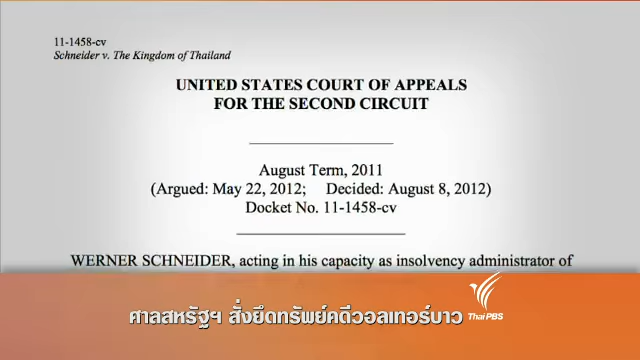 11-1458-cv
Schneider v. The Kingdom of Thailand
UNITED STATES COURT OF APPEALS
FOR THE SECOND CIRCUIT
August Term, 2011
(Argued: May 22, 2012; Decided: August 8, 2012)
Docket No. 11-1458-cv
WERNER SCHNEIDER, acting in his capacity as insolvency administrator of
ศาลสหรัฐฯ สั่งยึดทรัพย์คดีวอลเทอร์บาว
Thai PBS